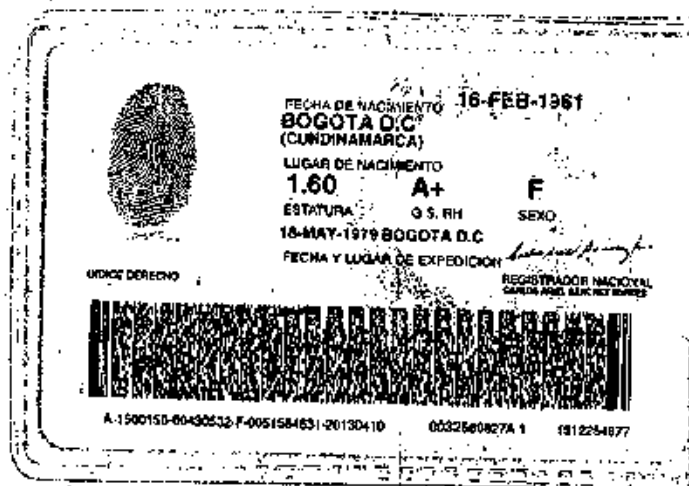 FECHA DE NACIMIENTO 16-FEB-1961
BOGOTA D.C
(CUNDINAMARCA)
LUGAR DE NACIMIENTO
1.60 A+ F
ESTATURA G.S. RH SEXO
18-MAY-1979 BOGOTA D.C
FECHA Y LUGAR DE EXPEDICION
INDICE DERECHO
REGISTRADOR NACIONAL